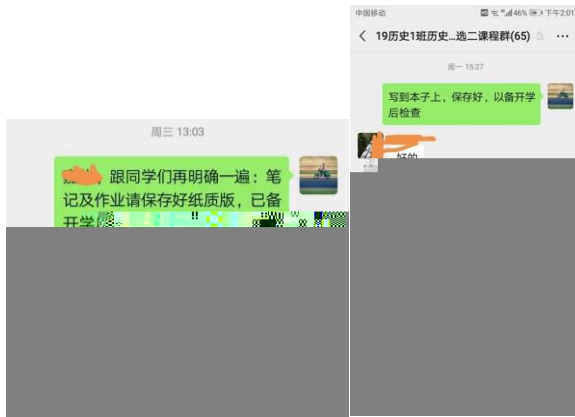 周三 13:03
，跟同学们再明确一遍：笔
记及作业请保存好纸质版，已备
开学
中国移动
46%
下午2:01
19历史1班历史...选二课程群(65)
周一 15:27
写到本子上，保存好，以备开学
后检查
好的